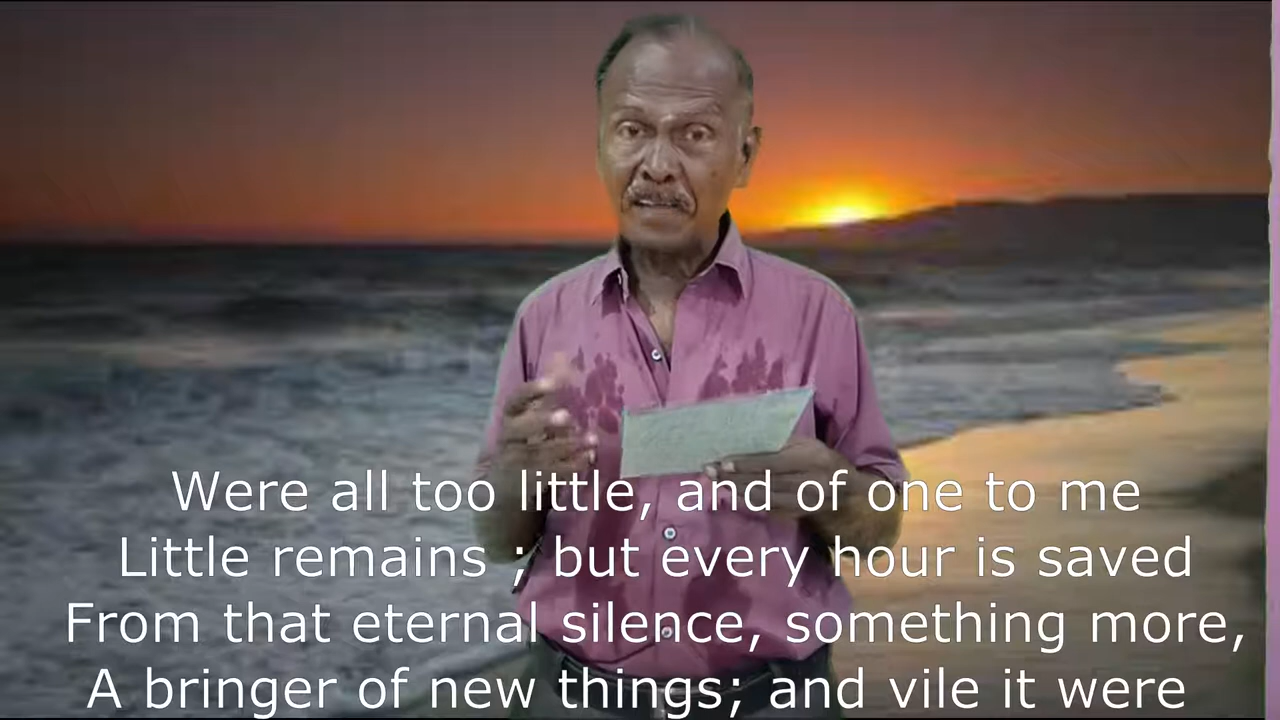 Were all too little, and of one to me
Little remains ; but every hour is saved
From that eternal silence, something more,
A bringer of new things; and vile it were